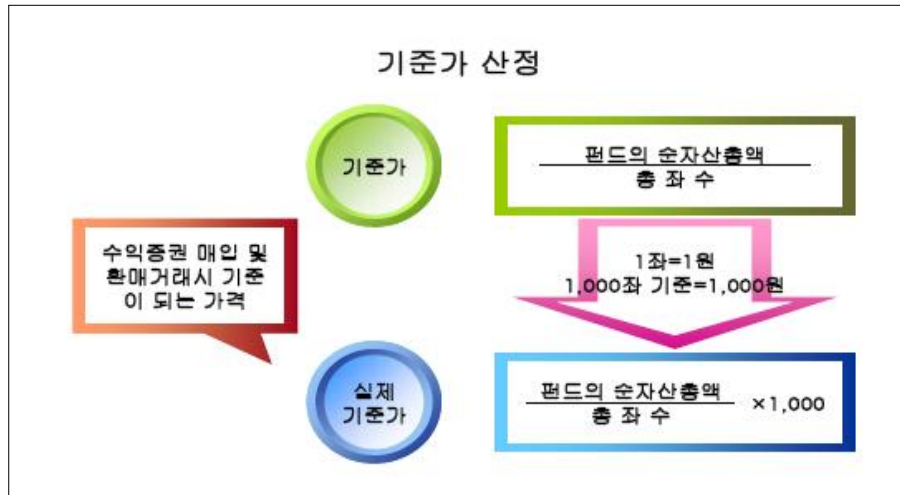 기준가 산정
기준가
펀드의 순자산총액
총 좌 수
수익증권 매입 및
환매거래시 기준
이 되는 가격
1좌=1원
1,000좌 기준=1,000원
실제
기준가
펀드의 순자산총액
총 좌 수
×1,000